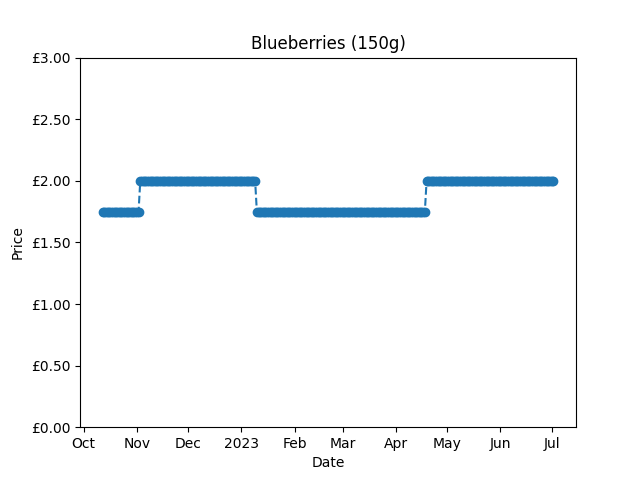 Blueberries (150g)
£3.00
£2.50
£2.00
£1.50
£1.00
£0.50
£0.00
Price
Oct Nov Dec 2023 Feb Mar Apr May Jun Jul
Date